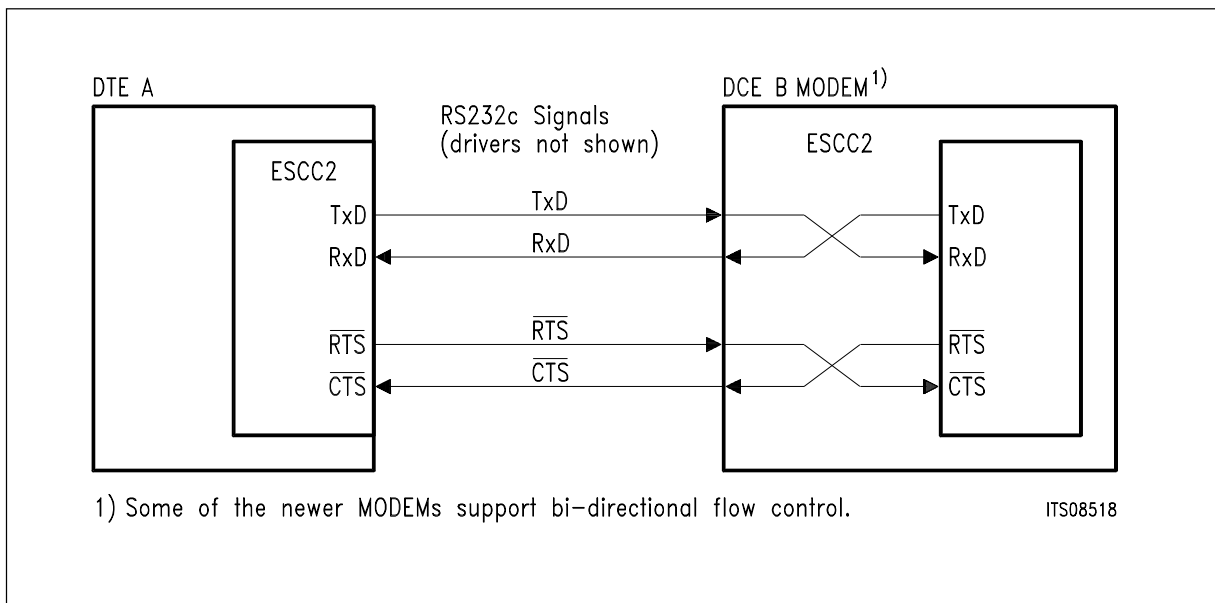 DTE A
DCE B MODEM1)
RS232c Signals
(drivers not shown)
ESCC2
ESCC2
TxD
TxD
TxD
RxD
RxD
RxD
RTS
RTS
RTS
CTS
CTS
CTS
1) Some of the newer MODEMs support bi-directional flow control.
ITS08518